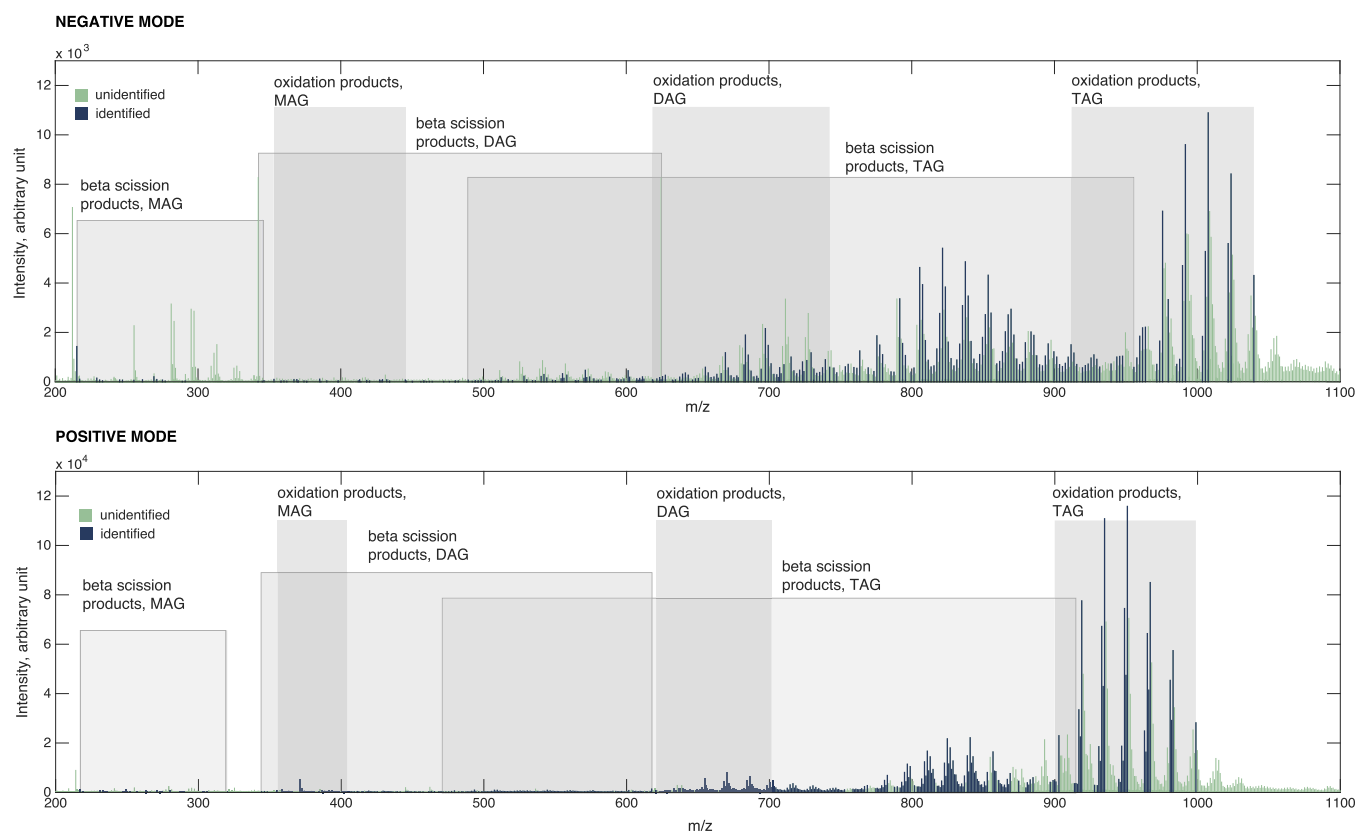 NEGATIVE MODE
x 10³
oxidation products,
MAG
oxidation products,
DAG
oxidation products,
TAG
unidentified
identified
beta scission
products, DAG
beta scission
products, TAG
beta scission
products, MAG
Intensity, arbitrary unit
12
10
8
6
4
2
0
200 300 400 500 600 700 800 900 1000 1100
m/z
POSITIVE MODE
x 10⁴
oxidation products,
MAG
oxidation products,
DAG
oxidation products,
TAG
unidentified
identified
beta scission
products, DAG
beta scission
products, TAG
beta scission
products, MAG
Intensity, arbitrary unit
12
10
8
6
4
2
0
200 300 400 500 600 700 800 900 1000 1100
m/z